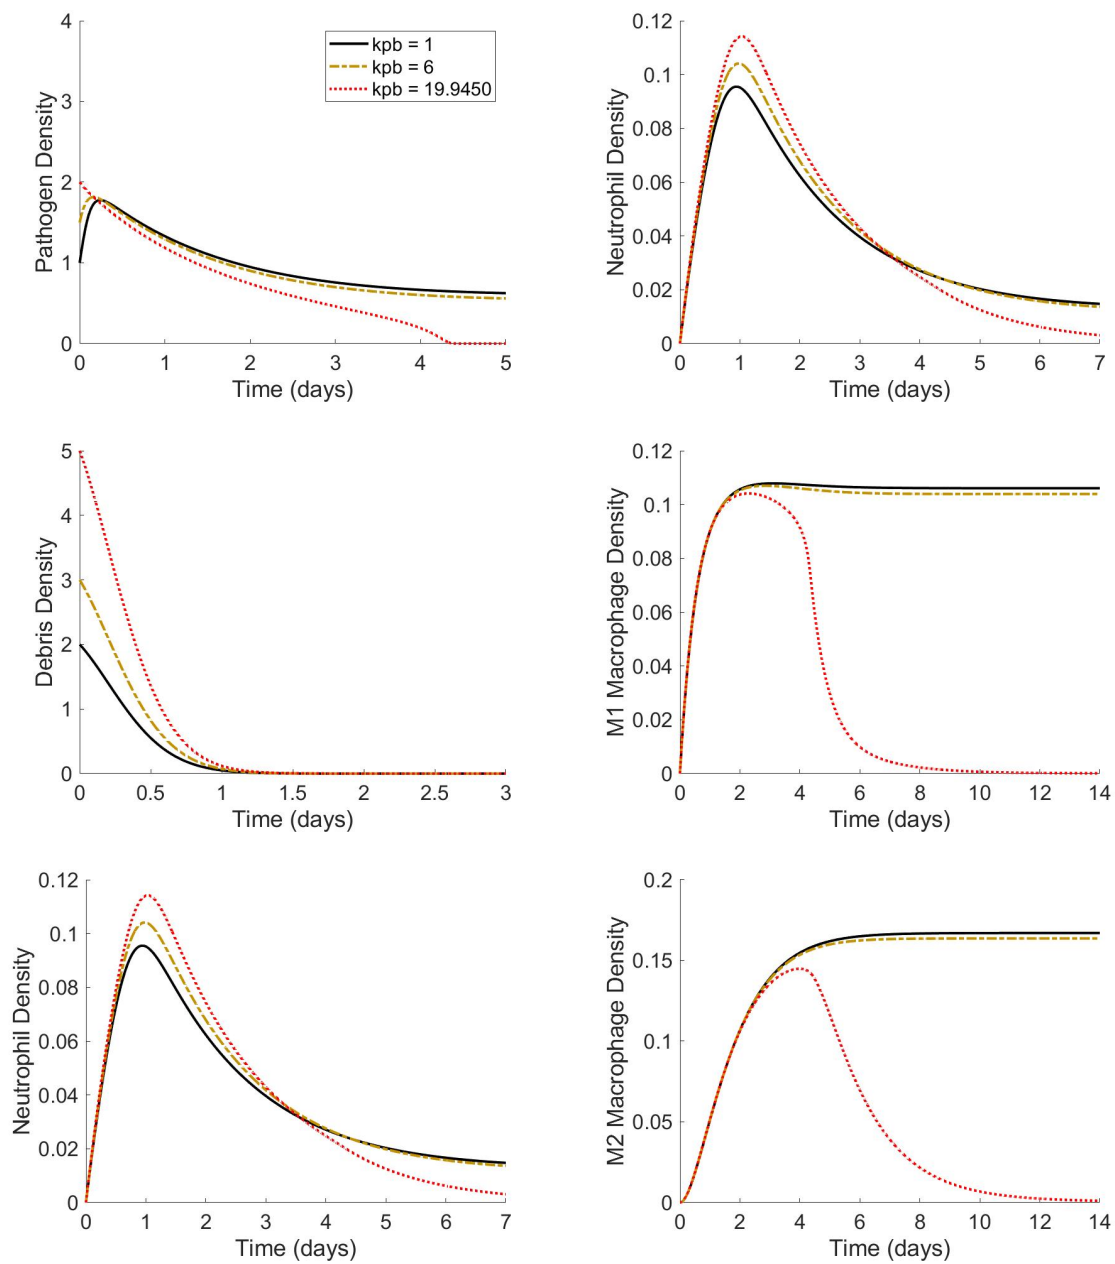 Pathogen Density
4
3
2
1
0
0 1 2 3 4 5
Time (days)
kpb = 1
kpb = 6
kpb = 19.9450
Neutrophil Density
0.12
0.1
0.08
0.06
0.04
0.02
0
0 1 2 3 4 5 6 7
Time (days)
Debris Density
5
4
3
2
1
0
0 0.5 1 1.5 2 2.5 3
Time (days)
M1 Macrophage Density
0.12
0.1
0.08
0.06
0.04
0.02
0
0 2 4 6 8 10 12 14
Time (days)
Neutrophil Density
0.12
0.1
0.08
0.06
0.04
0.02
0
0 1 2 3 4 5 6 7
Time (days)
M2 Macrophage Density
0.2
0.15
0.1
0.05
0
0 2 4 6 8 10 12 14
Time (days)